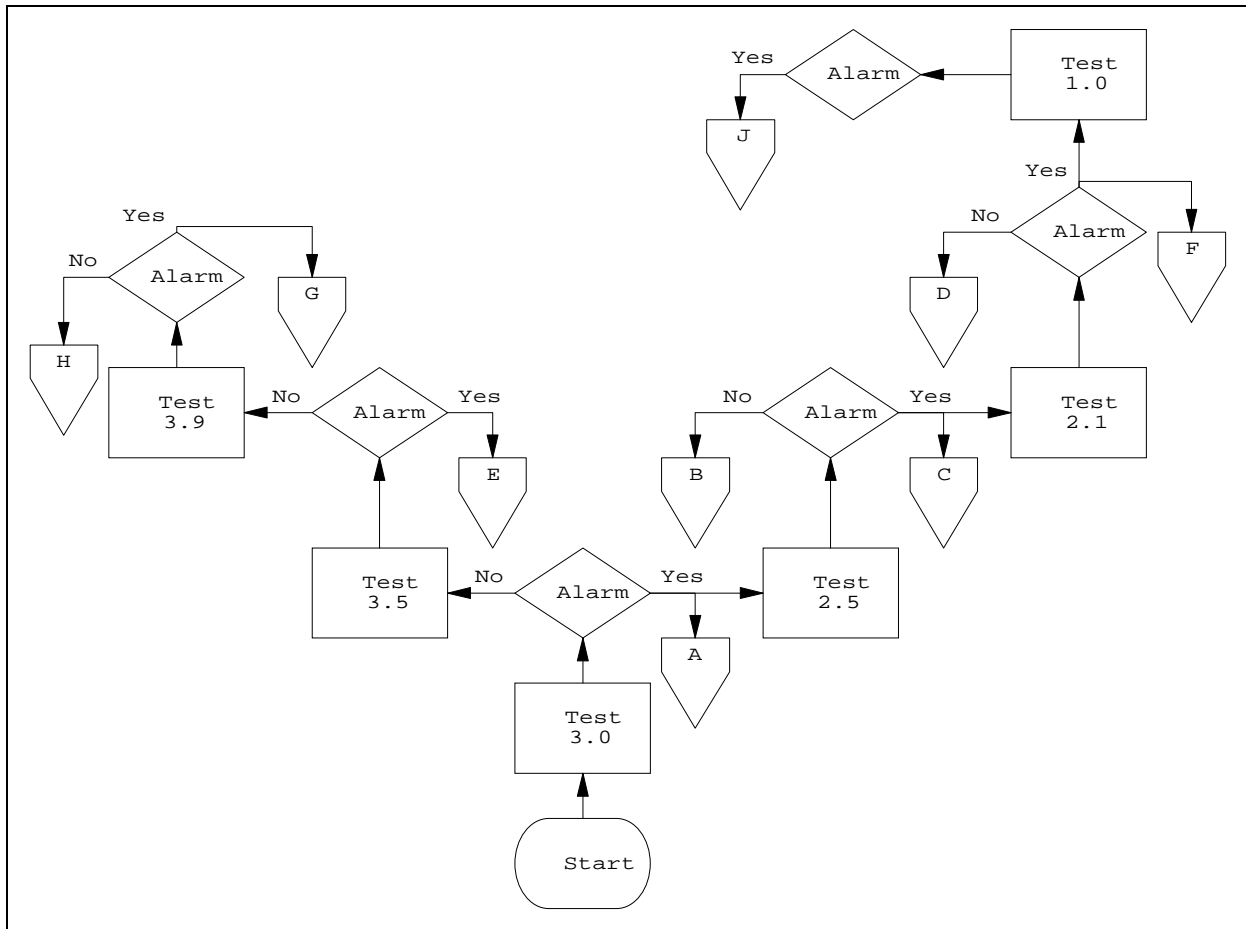 Yes
Alarm
Test
1.0
J
Yes
No
Alarm
F
D
Yes
No
Alarm
G
H
Test
3.9
No
Alarm
Yes
E
No
Alarm
Yes
B
C
Test
2.1
Test
3.5
No
Alarm
Yes
A
Test
2.5
Test
3.0
Start